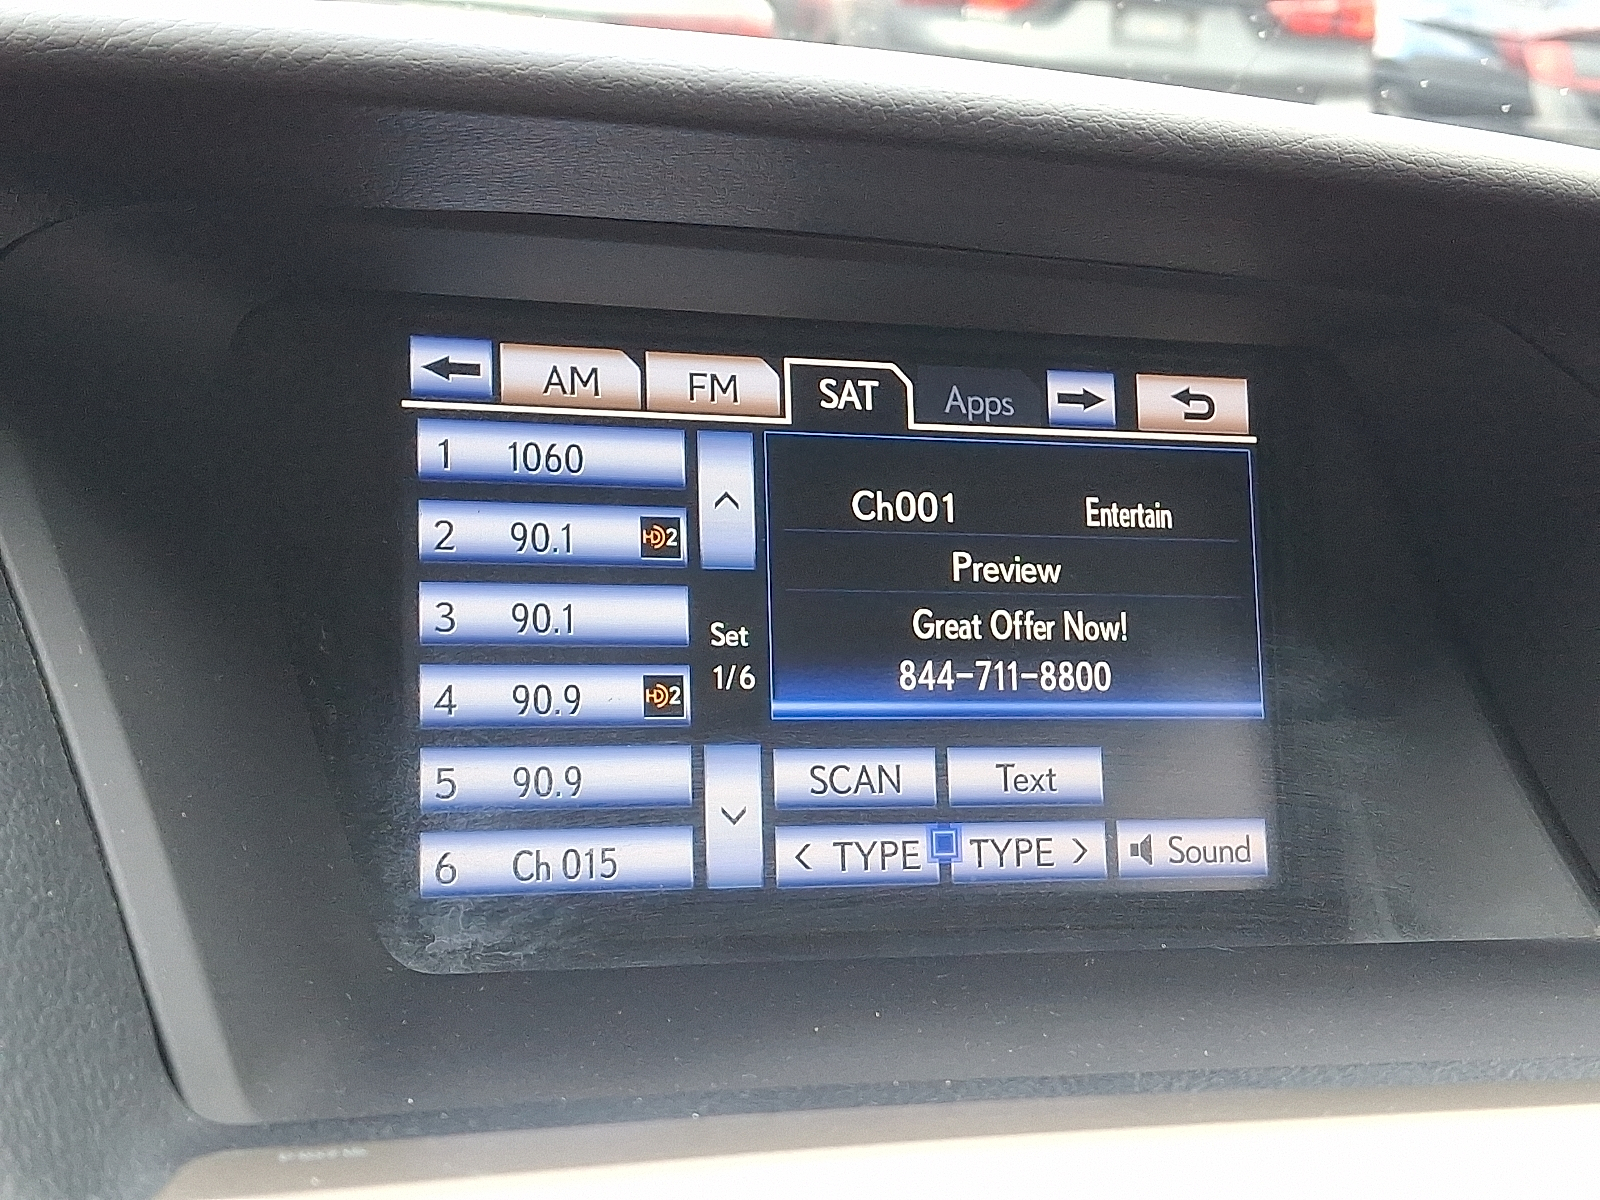 AM FM SAT Apps
1 1060
2 90.1 HD2
3 90.1
4 90.9 HD2
5 90.9
6 Ch 015
Set
1/6
Ch001 Entertain
Preview
Great Offer Now!
844-711-8800
SCAN Text
< TYPE TYPE > Sound